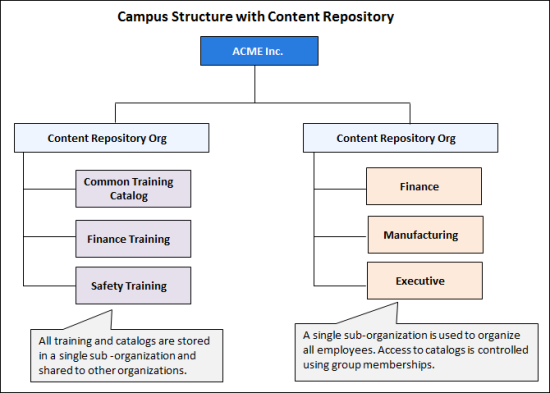 Campus Structure with Content Repository
ACME Inc.
Content Repository Org
Common Training
Catalog
Finance Training
Safety Training
All training and catalogs are stored
in a single sub -organization and
shared to other organizations.
Content Repository Org
Finance
Manufacturing
Executive
A single sub-organization is used to organize
all employees. Access to catalogs is controlled
using group memberships.